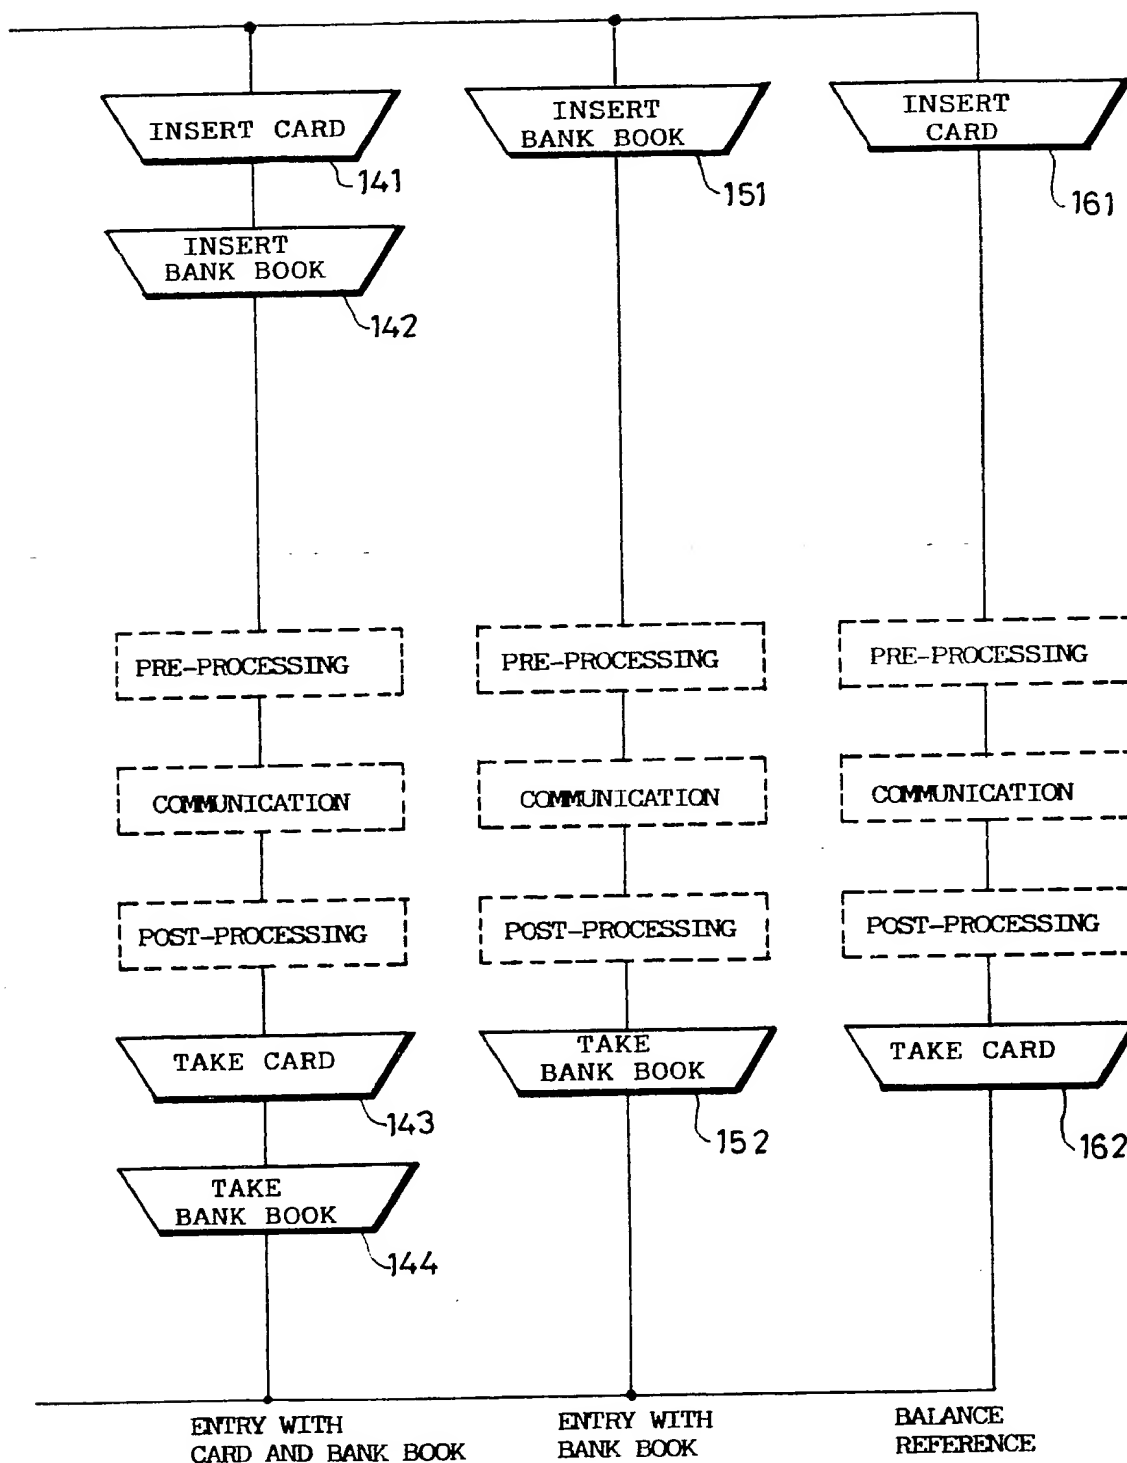 INSERT CARD
141
INSERT
BANK BOOK
142
PRE-PROCESSING
COMMUNICATION
POST-PROCESSING
TAKE CARD
143
TAKE
BANK BOOK
144
ENTRY WITH
CARD AND BANK BOOK
INSERT
BANK BOOK
151
PRE-PROCESSING
COMMUNICATION
POST-PROCESSING
TAKE
BANK BOOK
152
ENTRY WITH
BANK BOOK
INSERT
CARD
161
PRE-PROCESSING
COMMUNICATION
POST-PROCESSING
TAKE CARD
162
BALANCE
REFERENCE